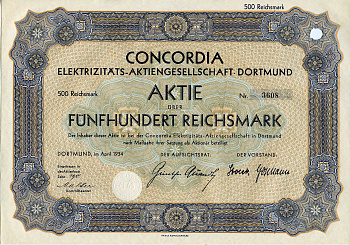 500 Reichsmark
CONCORDIA
ELEKTRIZITÄTS-AKTIENGESELLSCHAFT DORTMUND
AKTIE
500 Reichsmark
ÜBER
Nr. 3608
FÜNFHUNDERT REICHSMARK
Der Inhaber dieser Aktie ist bei der Concordia Elektrizitäts-Aktiengesellschaft in Dortmund
nach Maßgabe ihrer Satzung als Aktionär beteiligt.
DORTMUND, im April 1934
DER AUFSICHTSRAT.
DER VORSTAND.